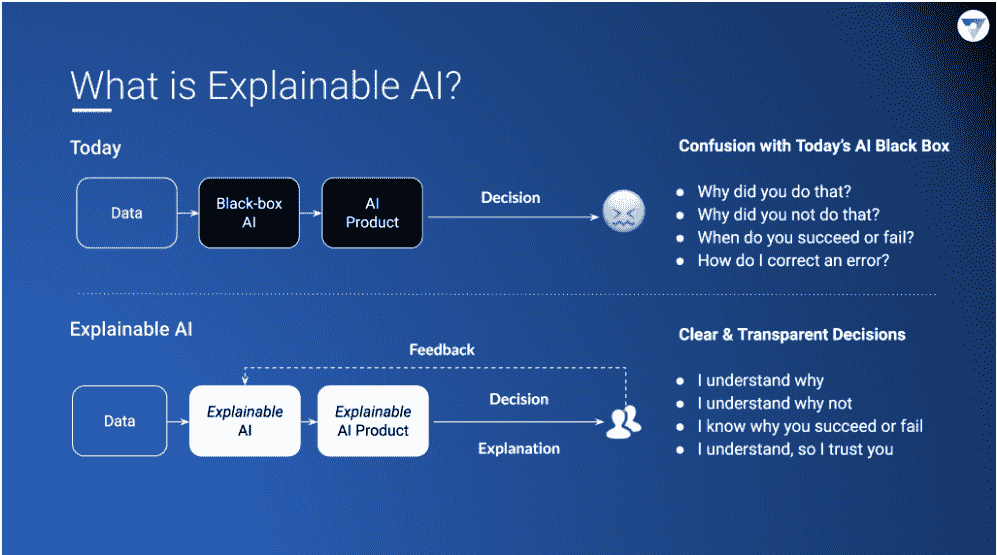 What is Explainable AI?
Today
Data
Black-box
AI
AI
Product
Decision
Confusion with Today's AI Black Box
● Why did you do that?
● Why did you not do that?
● When do you succeed or fail?
● How do I correct an error?
Explainable AI
Feedback
Data
Explainable
AI
Explainable
AI Product
Decision
Explanation
Clear & Transparent Decisions
● I understand why
● I understand why not
● I know why you succeed or fail
● I understand, so I trust you